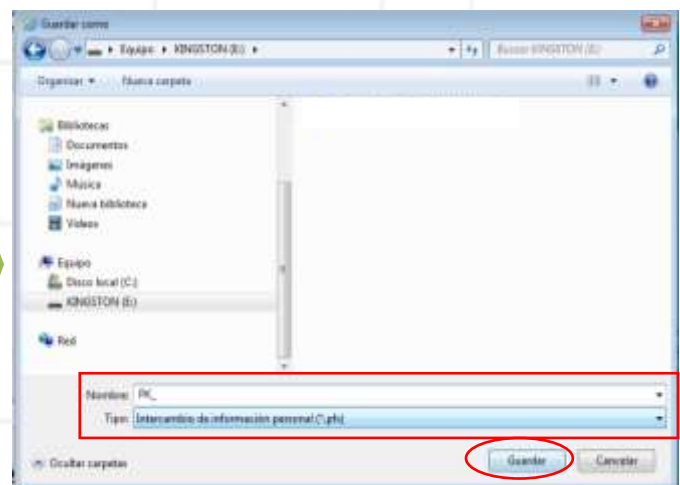 Guardar como
Equipo ▸ KINGSTON (E:) ▸
Buscar KINGSTON (E:)
Organizar ▾ Nueva carpeta
Bibliotecas
Documentos
Imágenes
Música
Nueva biblioteca
Videos
Equipo
Disco local (C:)
KINGSTON (E:)
Red
Nombre: PK_
Tipo: Intercambio de información personal (*.pfx)
Ocultar carpetas
Guardar
Cancelar